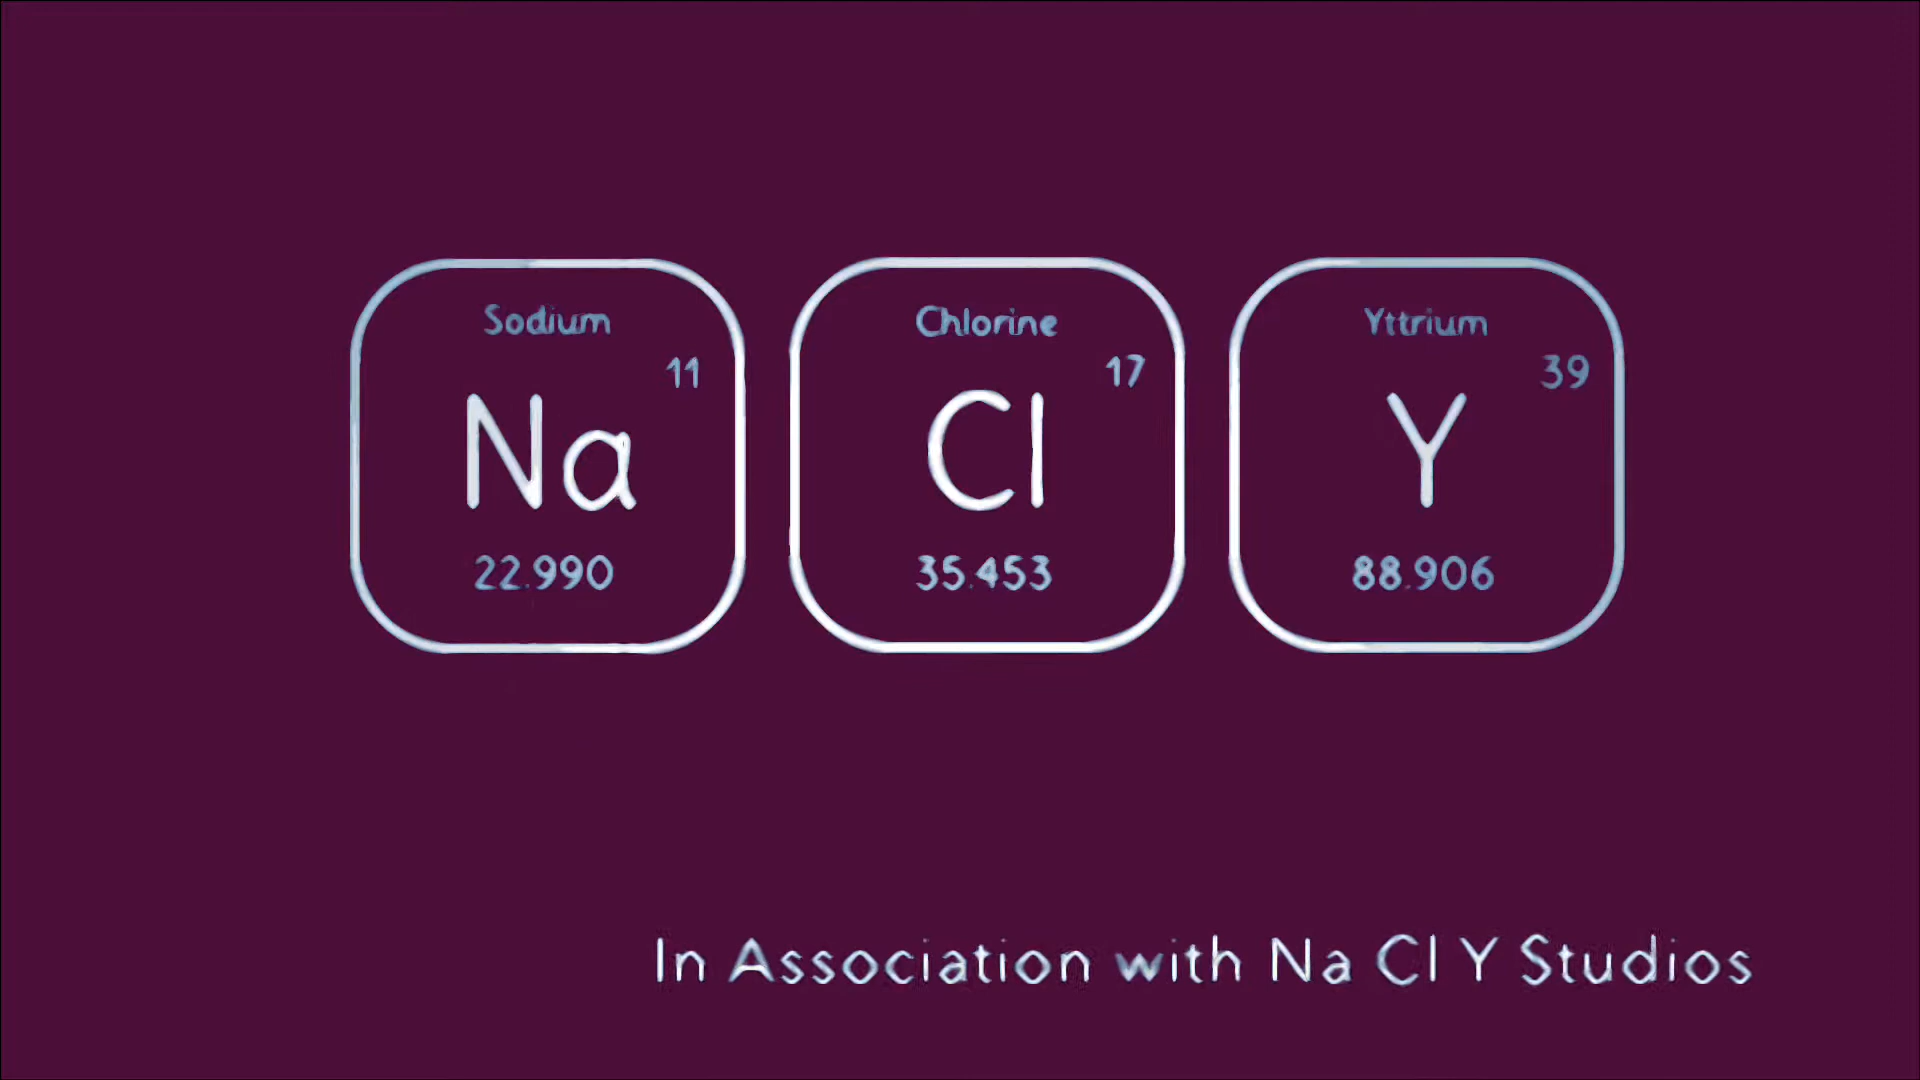 Sodium
11
Na
22.990
Chlorine
17
Cl
35.453
Yttrium
39
Y
88.906
In Association with Na Cl Y Studios